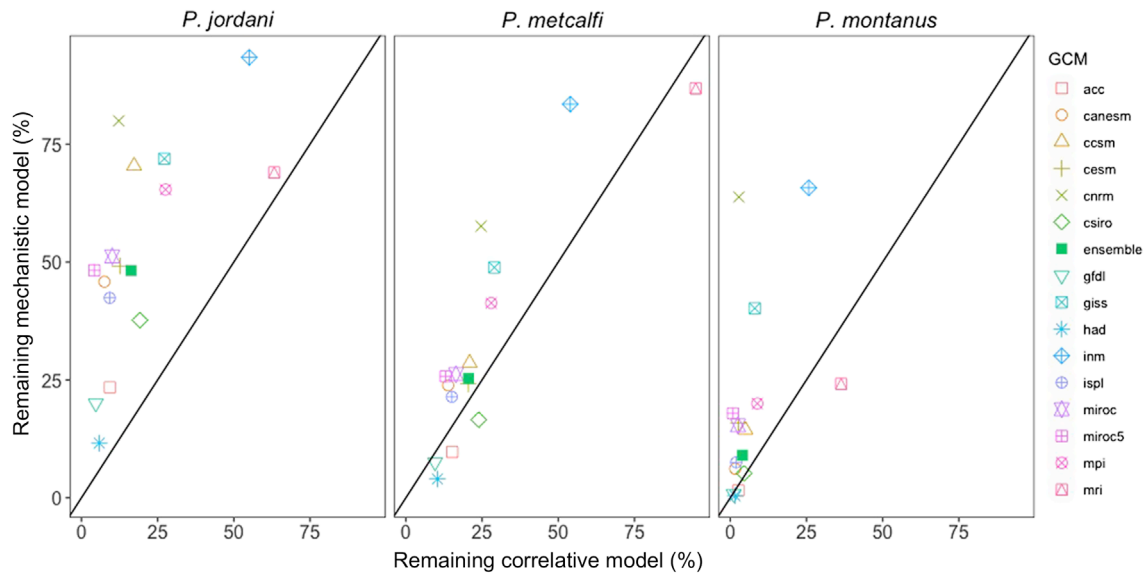 P. jordani
P. metcalfi
P. montanus
Remaining mechanistic model (%)
75
50
25
0
0
25
50
75
0
25
50
75
0
25
50
75
Remaining correlative model (%)
GCM
acc
canesm
ccsm
cesm
cnrm
csiro
ensemble
gfdl
giss
had
inm
ispl
miroc
miroc5
mpi
mri